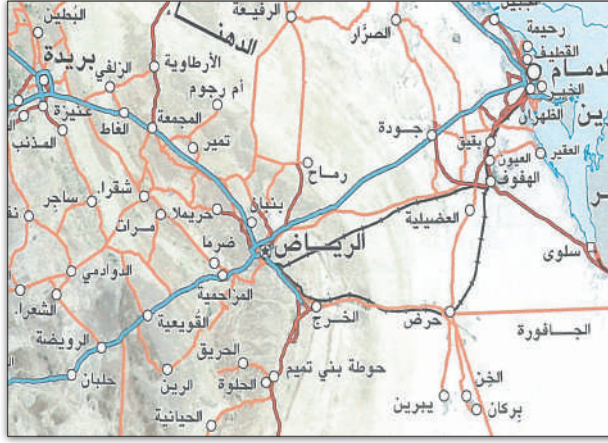 البُطين
الرفيعة
الصرَّار
رحيمة
القطيف
الدمام
الخبر
الظهران
الدهنا
بريدة
الزلفي
الأرطاوية
أم رجوم
عنيزة
المذنب
الغاط
المجمعة
تمير
جودة
بقيق
العيون
العقير
الهفوف
رماح
شقراء
ساجر
حريملا
بنبان
مرات
العضيلية
ضرما
الرياض
سلوى
الدوادمي
المزاحمية
الشعراء
القويعية
الخرج
حرض
الجافورة
الرويضة
الحريق
حوطة بني تميم
حلبان
الرين
الحلوة
الخِن
يبرين
بركان
الحيانية